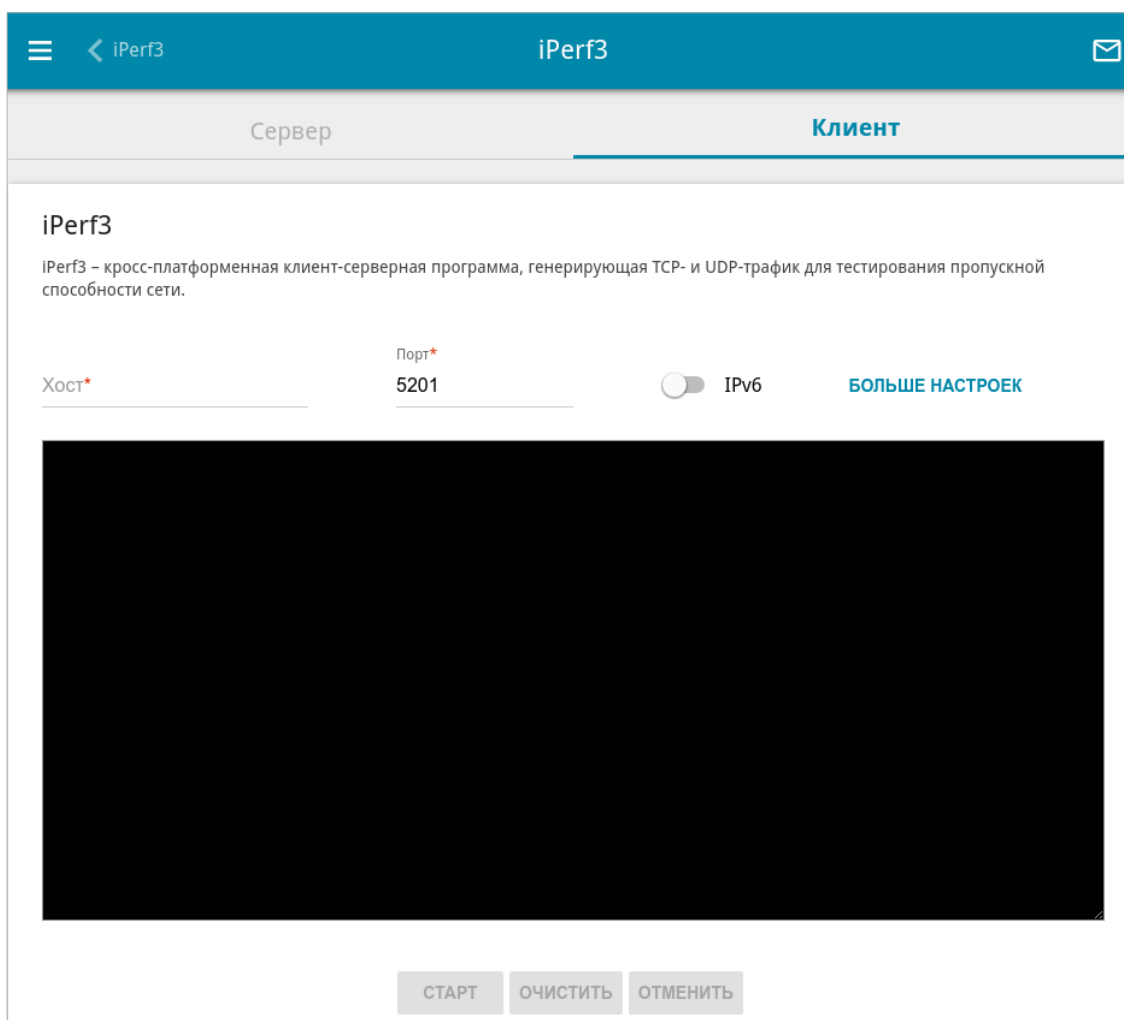 iPerf3
iPerf3
Сервер
Клиент
iPerf3
iPerf3 – кросс-платформенная клиент-серверная программа, генерирующая TCP- и UDP-трафик для тестирования пропускной
способности сети.
Порт*
Хост*
5201
IPv6
БОЛЬШЕ НАСТРОЕК
СТАРТ
ОЧИСТИТЬ
ОТМЕНИТЬ